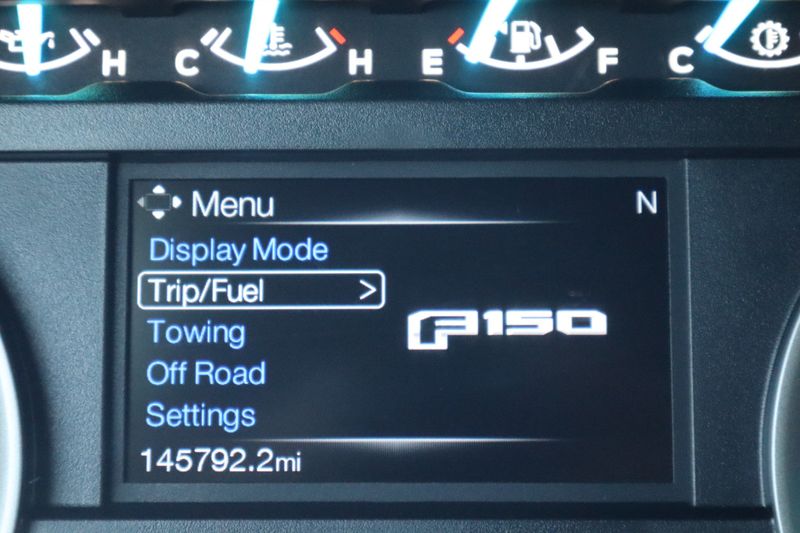 H C H E F C
Menu N
Display Mode
Trip/Fuel >
Towing
F150
Off Road
Settings
145792.2mi